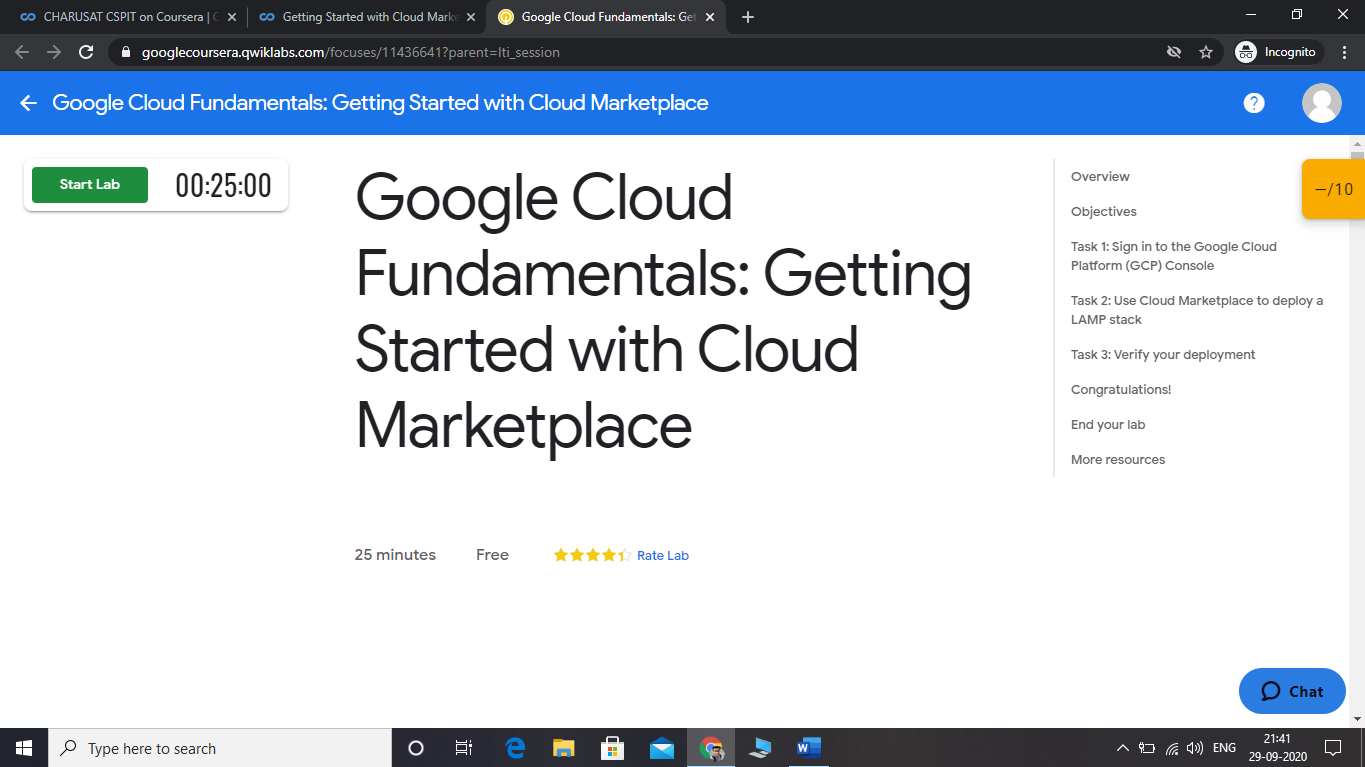 CHARUSAT CSPIT on Coursera |
Getting Started with Cloud Marke
Google Cloud Fundamentals: Get
googlecoursera.qwiklabs.com/focuses/11436641?parent=lti_session
Incognito
Google Cloud Fundamentals: Getting Started with Cloud Marketplace
?
Start Lab
00:25:00
Google Cloud
Fundamentals: Getting
Started with Cloud
Marketplace
25 minutes
Free
Rate Lab
Overview
Objectives
Task 1: Sign in to the Google Cloud
Platform (GCP) Console
Task 2: Use Cloud Marketplace to deploy a
LAMP stack
Task 3: Verify your deployment
Congratulations!
End your lab
More resources
–/10
Chat
Type here to search
ENG
21:41
29-09-2020